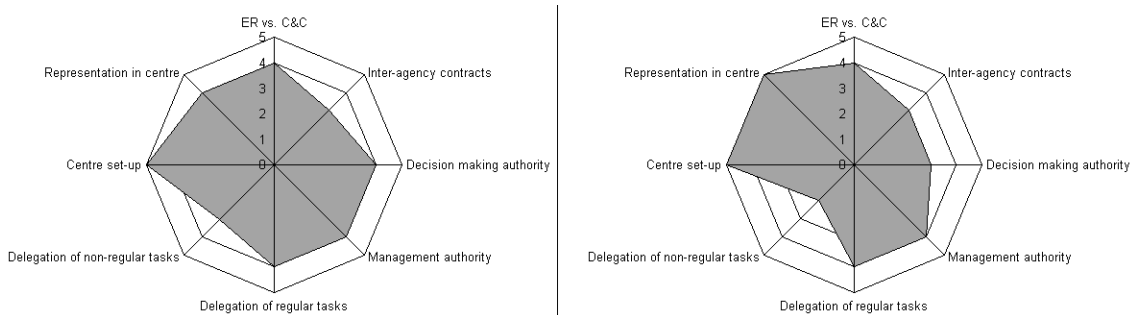 ER vs. C&C
5
Representation in centre
Inter-agency contracts
4
3
2
1
Centre set-up
0
Decision making authority
Delegation of non-regular tasks
Management authority
Delegation of regular tasks
ER vs. C&C
5
Representation in centre
Inter-agency contracts
4
3
2
1
Centre set-up
0
Decision making authority
Delegation of non-regular tasks
Management authority
Delegation of regular tasks